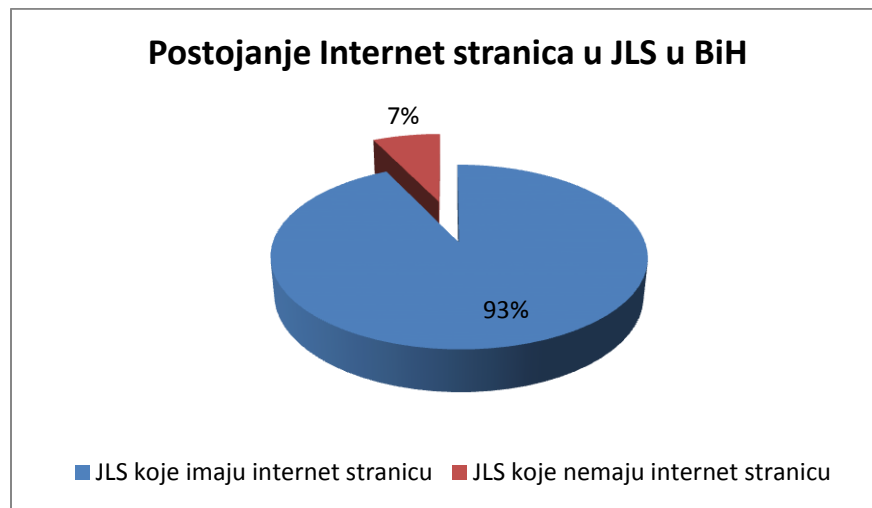 Postojanje Internet stranica u JLS u BiH
7%
93%
JLS koje imaju internet stranicu
JLS koje nemaju internet stranicu